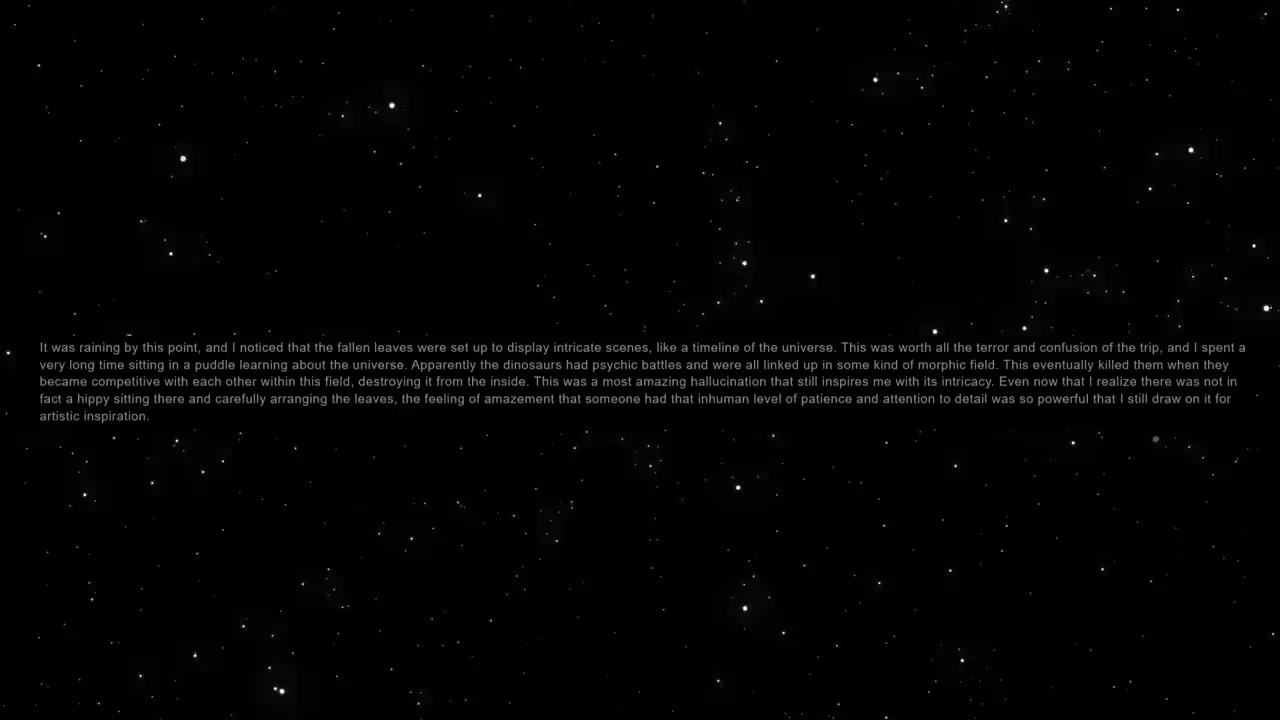 It was raining by this point, and I noticed that the fallen leaves were set up to display intricate scenes, like a timeline of the universe. This was worth all the terror and confusion of the trip, and I spent a
very long time sitting in a puddle learning about the universe. Apparently the dinosaurs had psychic battles and were all linked up in some kind of morphic field. This eventually killed them when they
became competitive with each other within this field, destroying it from the inside. This was a most amazing hallucination that still inspires me with its intricacy. Even now that I realize there was not in
fact a hippy sitting there and carefully arranging the leaves, the feeling of amazement that someone had that inhuman level of patience and attention to detail was so powerful that I still draw on it for
artistic inspiration.